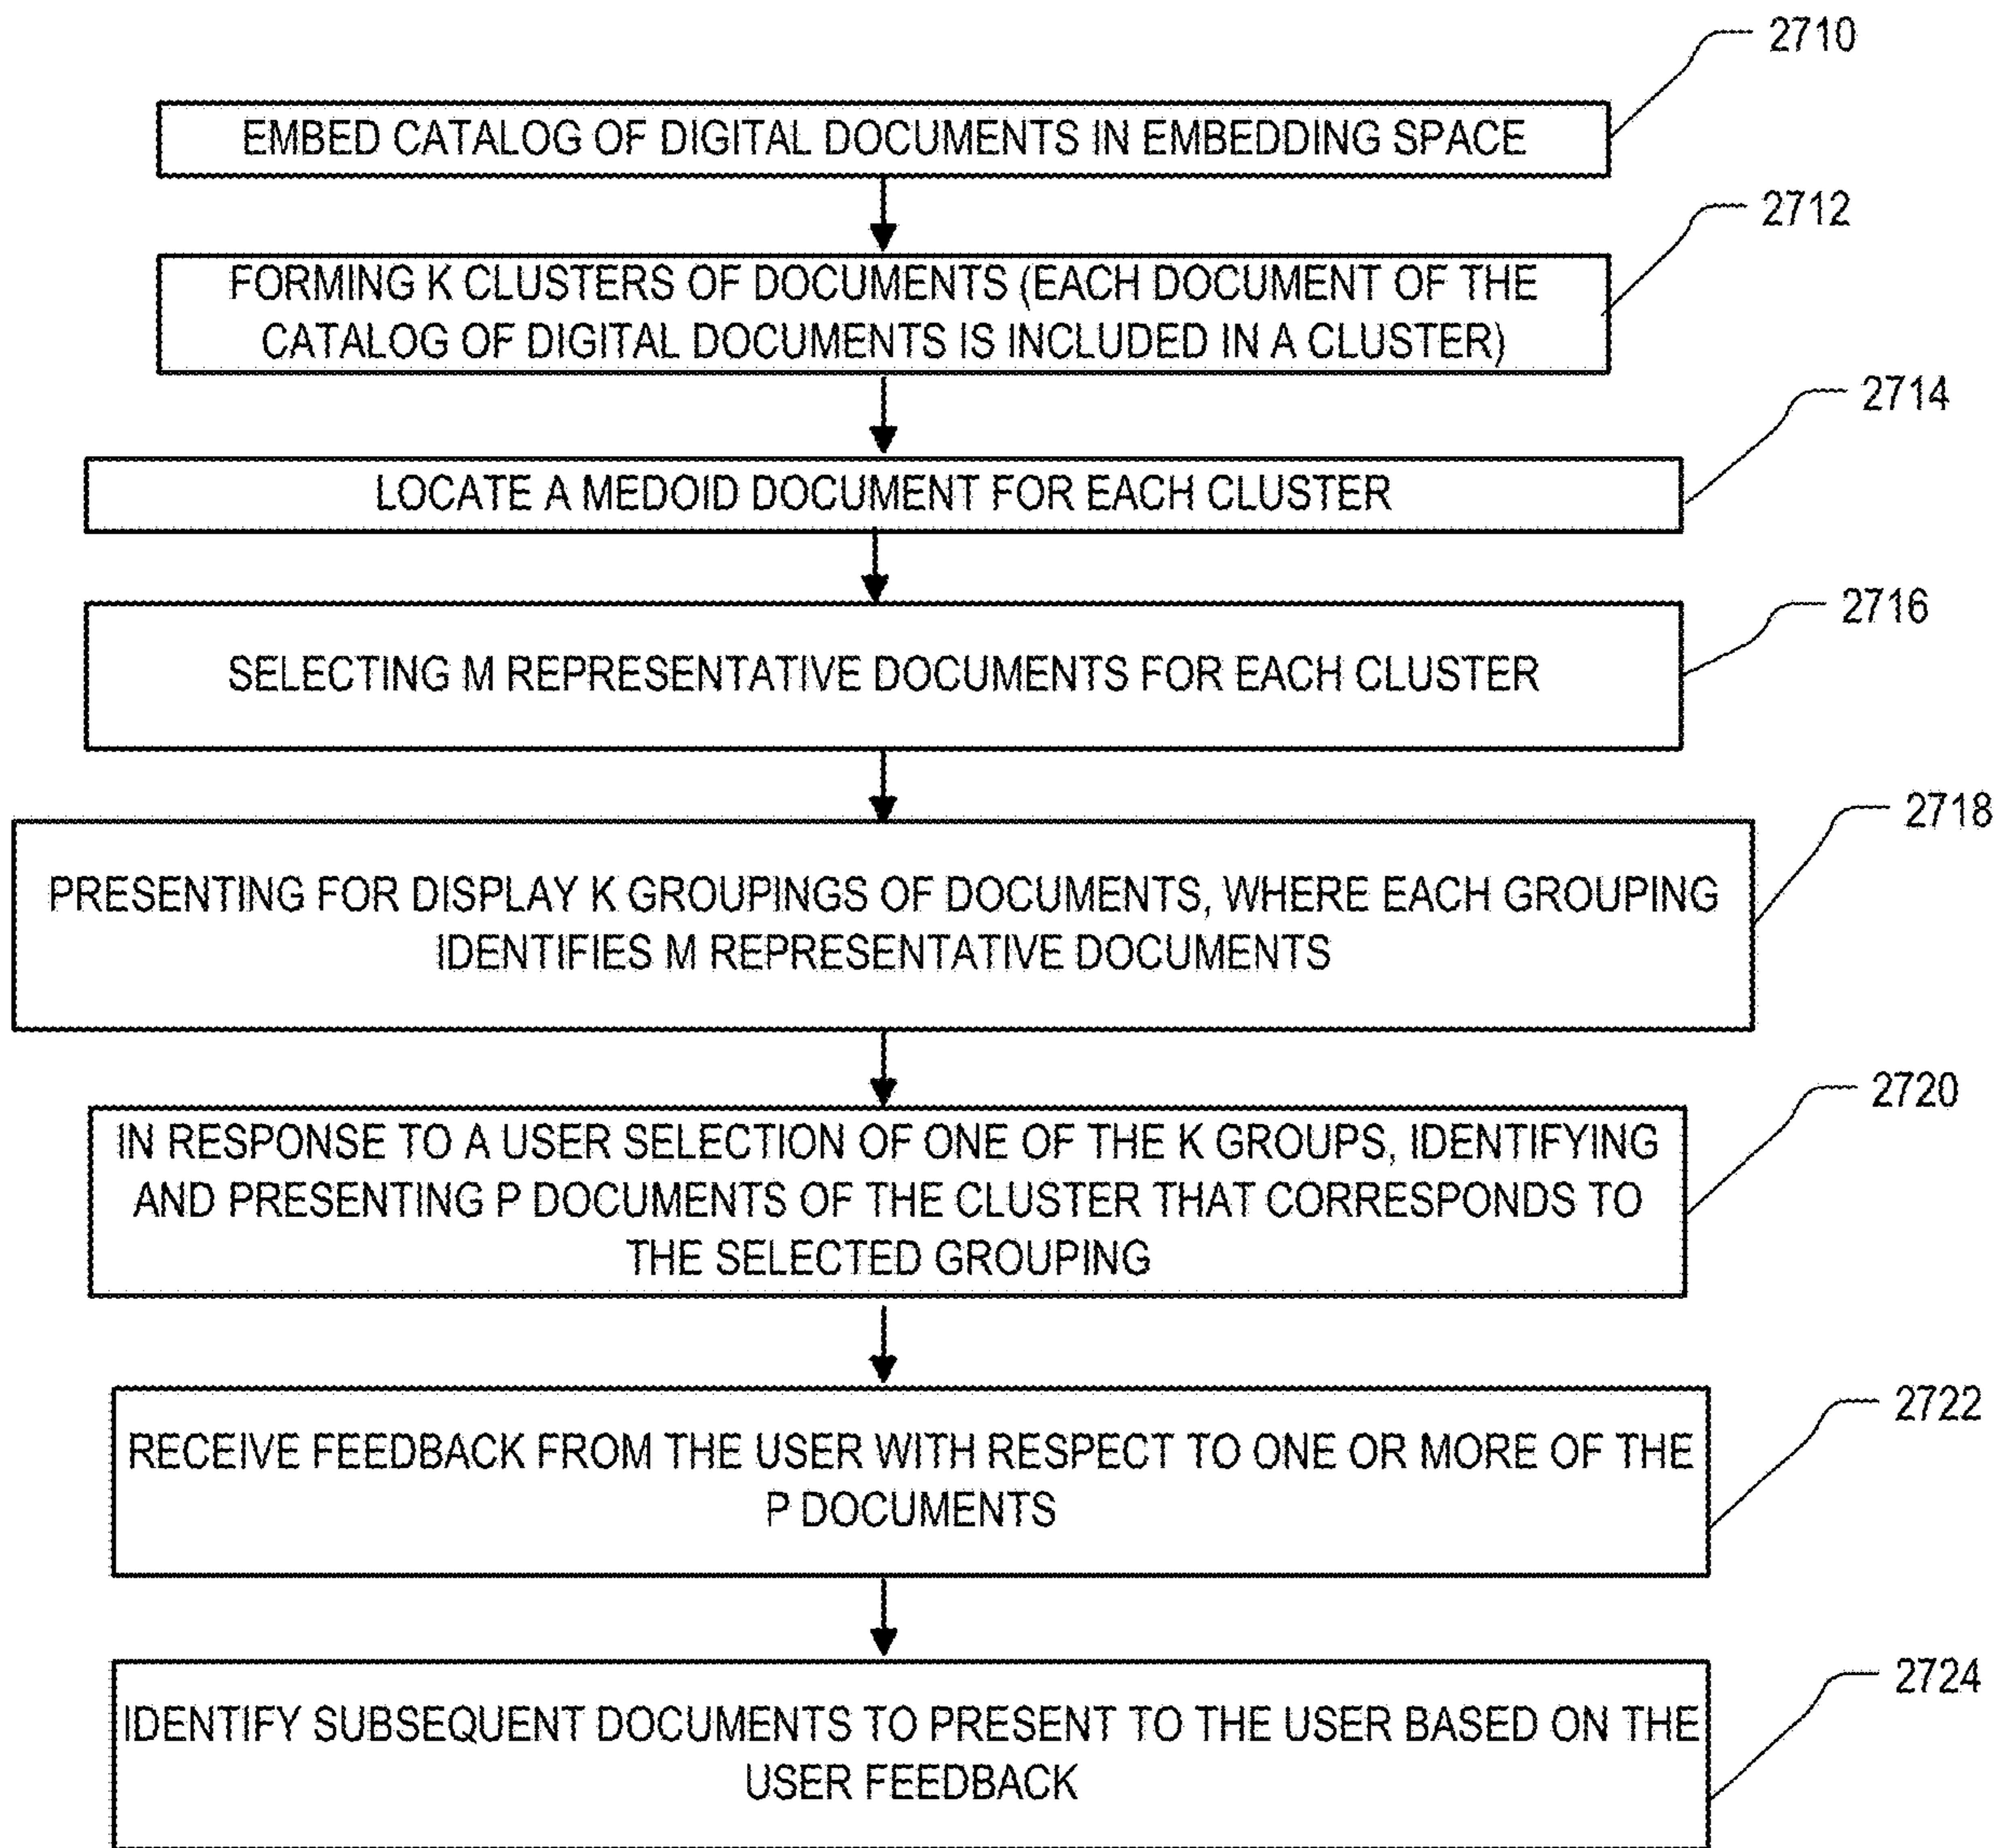 2710
EMBED CATALOG OF DIGITAL DOCUMENTS IN EMBEDDING SPACE
2712
FORMING K CLUSTERS OF DOCUMENTS (EACH DOCUMENT OF THE
CATALOG OF DIGITAL DOCUMENTS IS INCLUDED IN A CLUSTER)
2714
LOCATE A MEDOID DOCUMENT FOR EACH CLUSTER
2716
SELECTING M REPRESENTATIVE DOCUMENTS FOR EACH CLUSTER
2718
PRESENTING FOR DISPLAY K GROUPINGS OF DOCUMENTS, WHERE EACH GROUPING
IDENTIFIES M REPRESENTATIVE DOCUMENTS
2720
IN RESPONSE TO A USER SELECTION OF ONE OF THE K GROUPS, IDENTIFYING
AND PRESENTING P DOCUMENTS OF THE CLUSTER THAT CORRESPONDS TO
THE SELECTED GROUPING
2722
RECEIVE FEEDBACK FROM THE USER WITH RESPECT TO ONE OR MORE OF THE
P DOCUMENTS
2724
IDENTIFY SUBSEQUENT DOCUMENTS TO PRESENT TO THE USER BASED ON THE
USER FEEDBACK